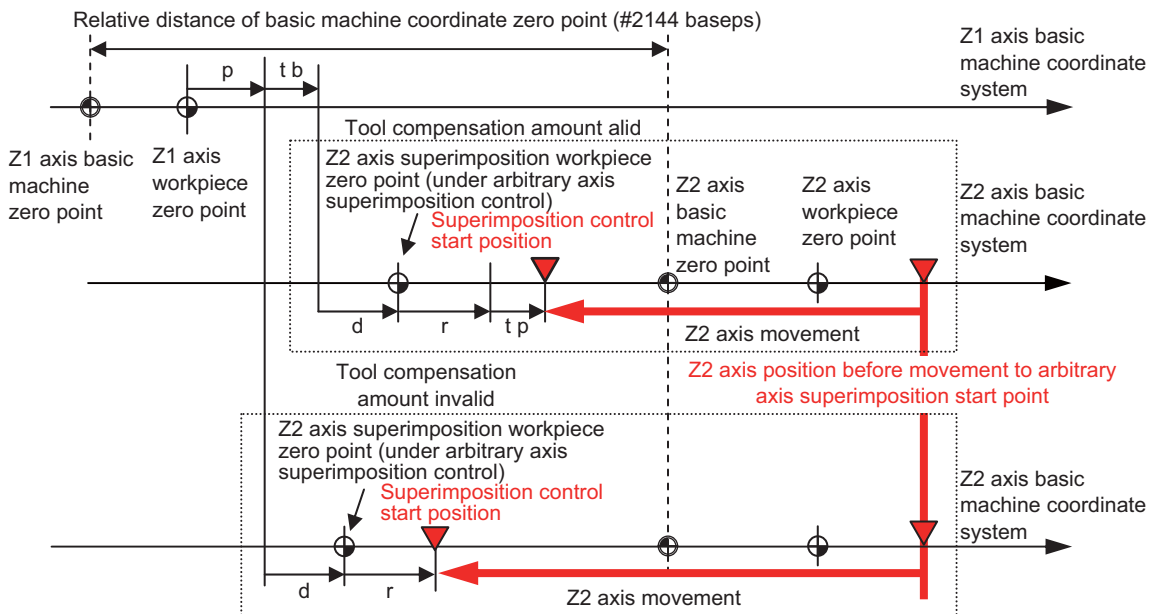 Relative distance of basic machine coordinate zero point (#2144 baseps)
Z1 axis basic
machine coordinate
system
p
t b
Z1 axis basic
machine
zero point
Z1 axis
workpiece
zero point
Tool compensation amount alid
Z2 axis superimposition workpiece
zero point (under arbitrary axis
superimposition control)
Superimposition control
start position
Z2 axis
basic
machine
zero point
Z2 axis
workpiece
zero point
Z2 axis basic
machine coordinate
system
d
r
t p
Z2 axis movement
Tool compensation
amount invalid
Z2 axis position before movement to arbitrary
axis superimposition start point
Z2 axis superimposition workpiece
zero point (under arbitrary axis
superimposition control)
Superimposition control
start position
Z2 axis basic
machine coordinate
system
d
r
Z2 axis movement